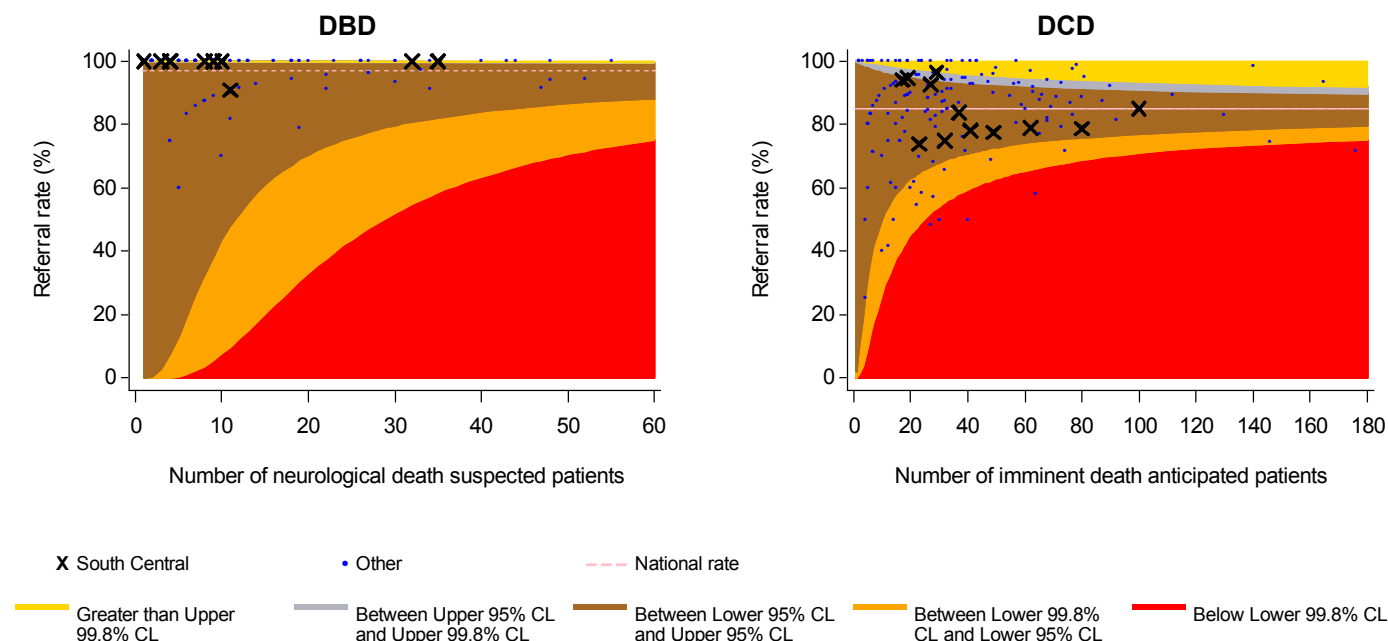 DBD
DCD
100
80
60
40
20
0
Referral rate (%)
0 10 20 30 40 50 60
Number of neurological death suspected patients
100
80
60
40
20
0
Referral rate (%)
0 20 40 60 80 100 120 140 160 180
Number of imminent death anticipated patients
X South Central
Other
National rate
Greater than Upper
99.8% CL
Between Upper 95% CL
and Upper 99.8% CL
Between Lower 95% CL
and Upper 95% CL
Between Lower 99.8%
CL and Lower 95% CL
Below Lower 99.8% CL